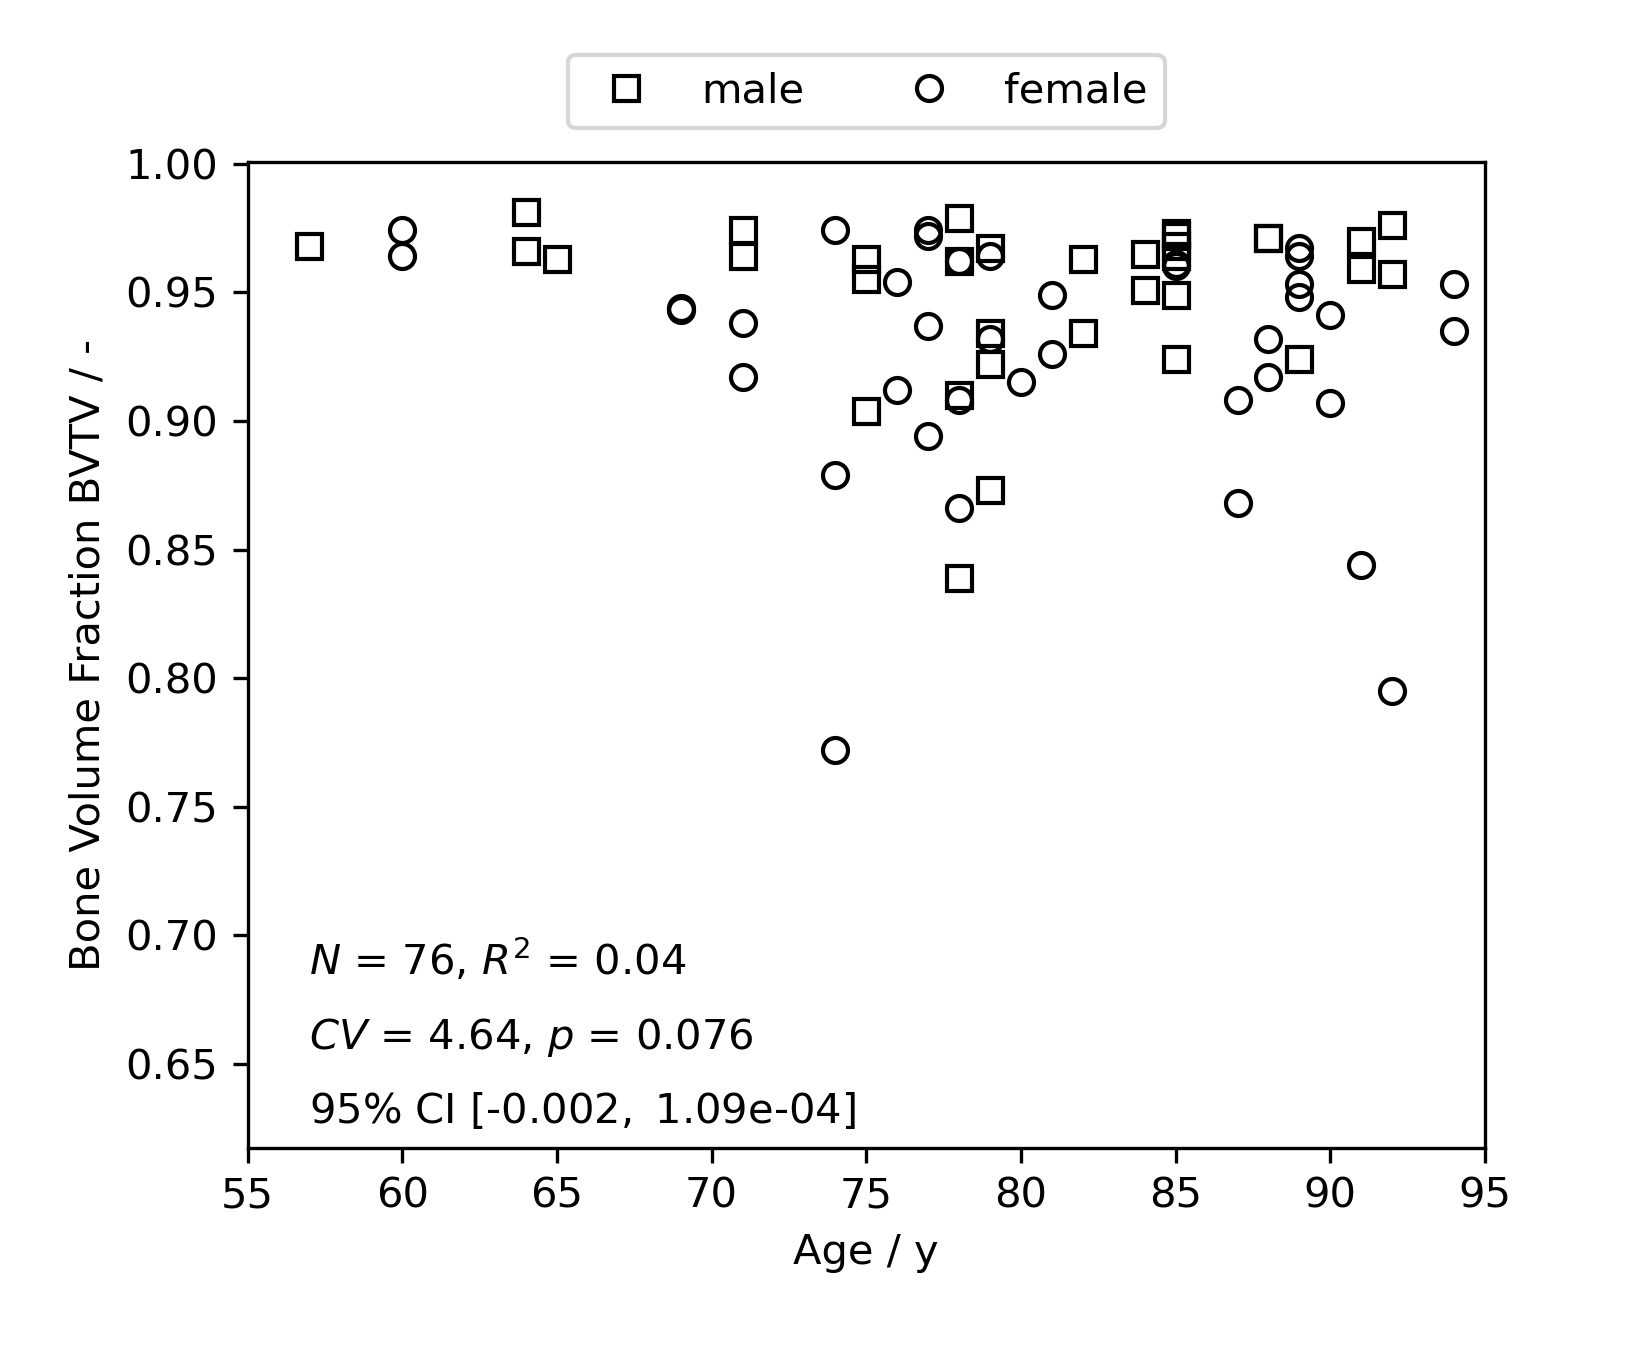 male female
1.00
0.95
0.90
0.85
0.80
0.75
0.70
0.65
Bone Volume Fraction BVTV / -
N = 76, R² = 0.04
CV = 4.64, p = 0.076
95% CI [-0.002, 1.09e-04]
55 60 65 70 75 80 85 90 95
Age / y